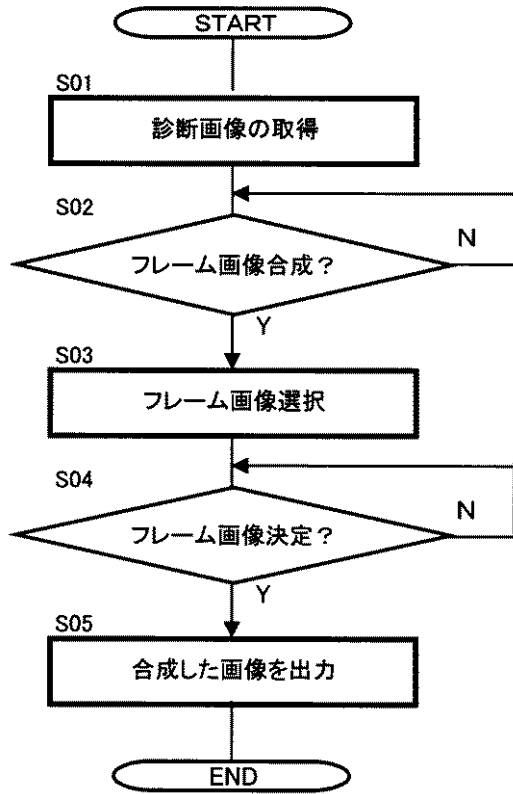 START
S01
診断画像の取得
S02
フレーム画像合成？
N
Y
S03
フレーム画像選択
S04
フレーム画像決定？
N
Y
S05
合成した画像を出力
END